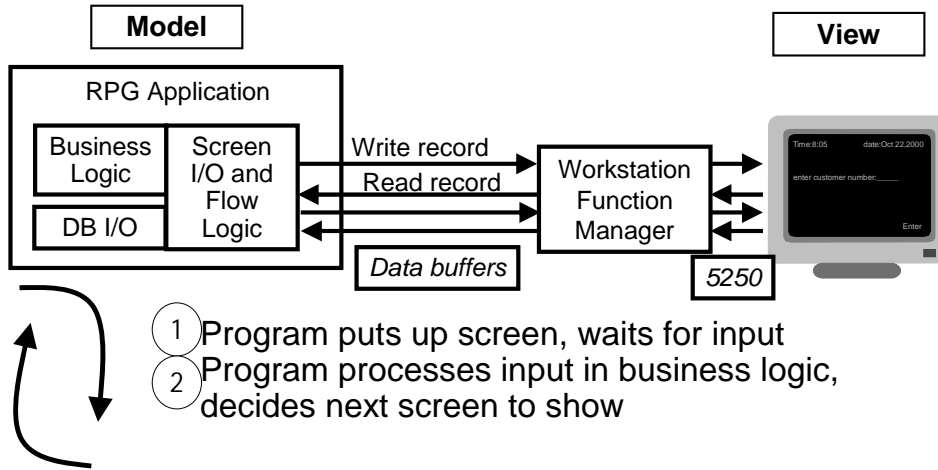 Model
View
RPG Application
Business
Logic
Screen
I/O and
Flow
Logic
DB I/O
Write record
Read record
Data buffers
Workstation
Function
Manager
5250
Time:8:05 date:Oct 22,2000
enter customer number:_____
Enter
1 Program puts up screen, waits for input
2 Program processes input in business logic,
decides next screen to show